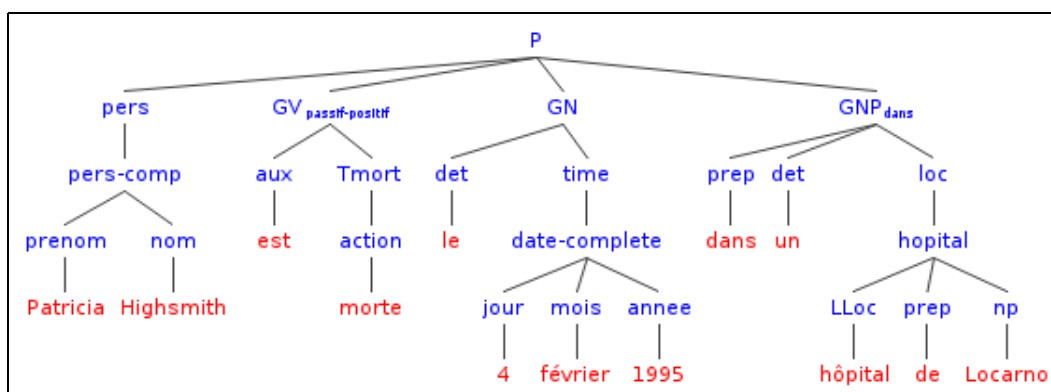 P
pers GV passif-positif GN GNP dans
pers-comp aux Tmort det time prep det loc
prenom nom est action le date-complete dans un hopital
Patricia Highsmith morte jour mois annee LLoc prep np
4 février 1995 hôpital de Locarno